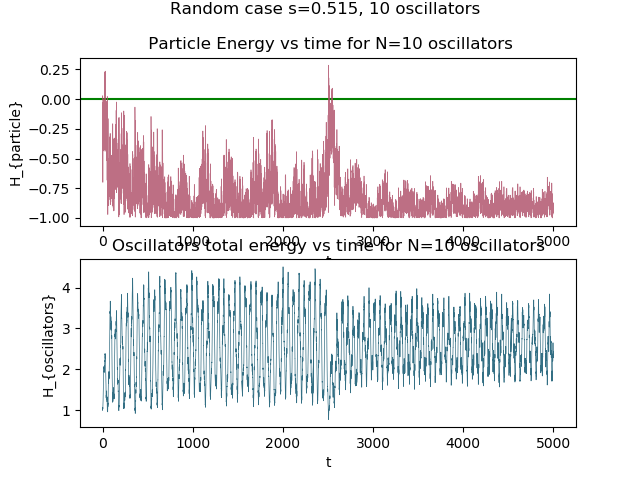 Random case s=0.515, 10 oscillators
Particle Energy vs time for N=10 oscillators
H_{particle}
0.25
0.00
−0.25
−0.50
−0.75
−1.00
0 1000 2000 3000 4000 5000
t
Oscillators total energy vs time for N=10 oscillators
H_{oscillators}
4
3
2
1
0 1000 2000 3000 4000 5000
t